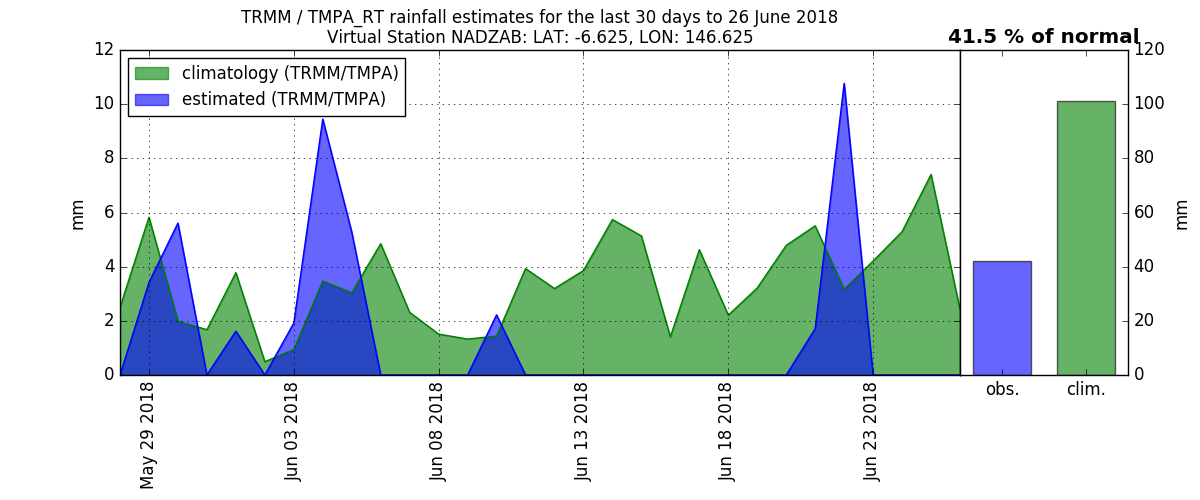 TRMM / TMPA_RT rainfall estimates for the last 30 days to 26 June 2018
Virtual Station NADZAB: LAT: -6.625, LON: 146.625
41.5 % of normal
climatology (TRMM/TMPA)
estimated (TRMM/TMPA)
12
10
8
6
4
2
0
mm
120
100
80
60
40
20
0
mm
May 29 2018
Jun 03 2018
Jun 08 2018
Jun 13 2018
Jun 18 2018
Jun 23 2018
obs.
clim.